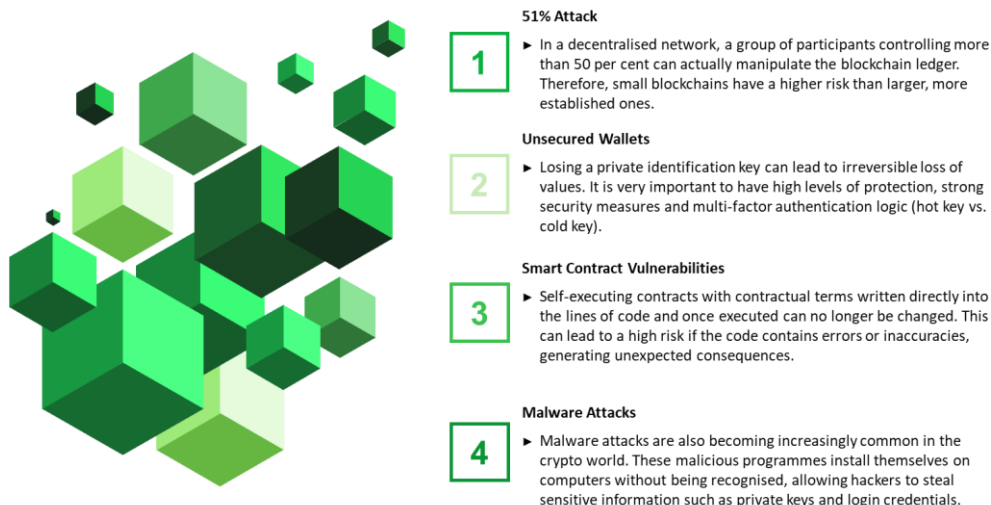 51% Attack
1
► In a decentralised network, a group of participants controlling more
than 50 per cent can actually manipulate the blockchain ledger.
Therefore, small blockchains have a higher risk than larger, more
established ones.
Unsecured Wallets
2
► Losing a private identification key can lead to irreversible loss of
values. It is very important to have high levels of protection, strong
security measures and multi-factor authentication logic (hot key vs.
cold key).
Smart Contract Vulnerabilities
3
► Self-executing contracts with contractual terms written directly into
the lines of code and once executed can no longer be changed. This
can lead to a high risk if the code contains errors or inaccuracies,
generating unexpected consequences.
Malware Attacks
4
► Malware attacks are also becoming increasingly common in the
crypto world. These malicious programmes install themselves on
computers without being recognised, allowing hackers to steal
sensitive information such as private keys and login credentials.